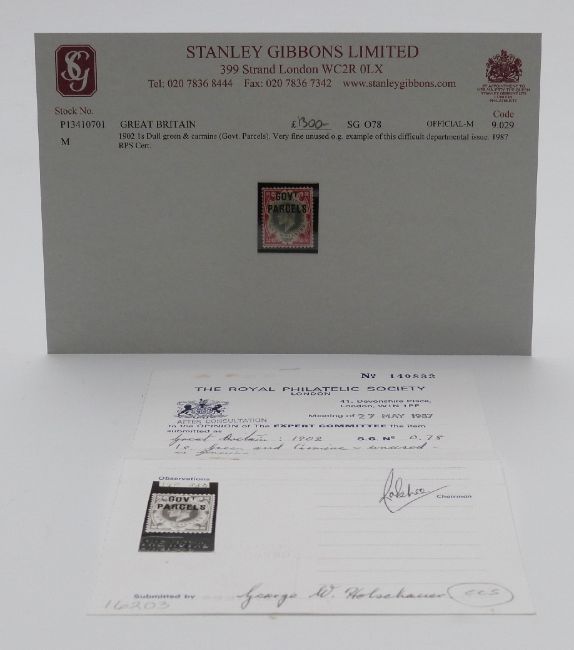 SG
STANLEY GIBBONS LIMITED
399 Strand London WC2R 0LX
Tel: 020 7836 8444 Fax: 020 7836 7342 www.stanleygibbons.com
Stock No.
Code
P13410701 GREAT BRITAIN £1300- SG O78 OFFICIAL-M 9.029
M 1902 1s Dull green & carmine (Govt. Parcels). Very fine unused o.g. example of this difficult departmental issue. 1987
RPS Cert.
GOVT
PARCELS
No 140832
THE ROYAL PHILATELIC SOCIETY
LONDON
41, Devonshire Place,
London, W1N 1PE
AFTER CONSULTATION
Meeting of 27 MAY 1987
to the OPINION of The EXPERT COMMITTEE the item
submitted as
Great Britain: 1902 S.G. No O.78
1s green and carmine - unused -
is genuine
Observations
GOVT
PARCELS
Chairman
Submitted by George W. Holschauer CCS
16203